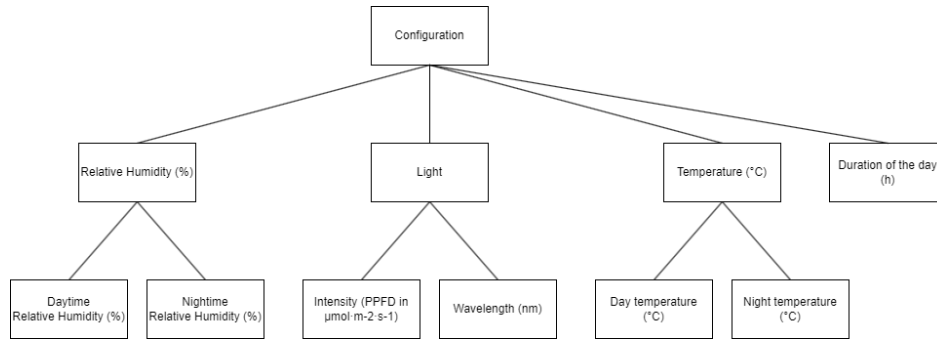 Configuration
Relative Humidity (%)
Light
Temperature (°C)
Duration of the day
(h)
Daytime
Relative Humidity (%)
Nightime
Relative Humidity (%)
Intensity (PPFD in
µmol·m-2·s-1)
Wavelength (nm)
Day temperature
(°C)
Night temperature
(°C)